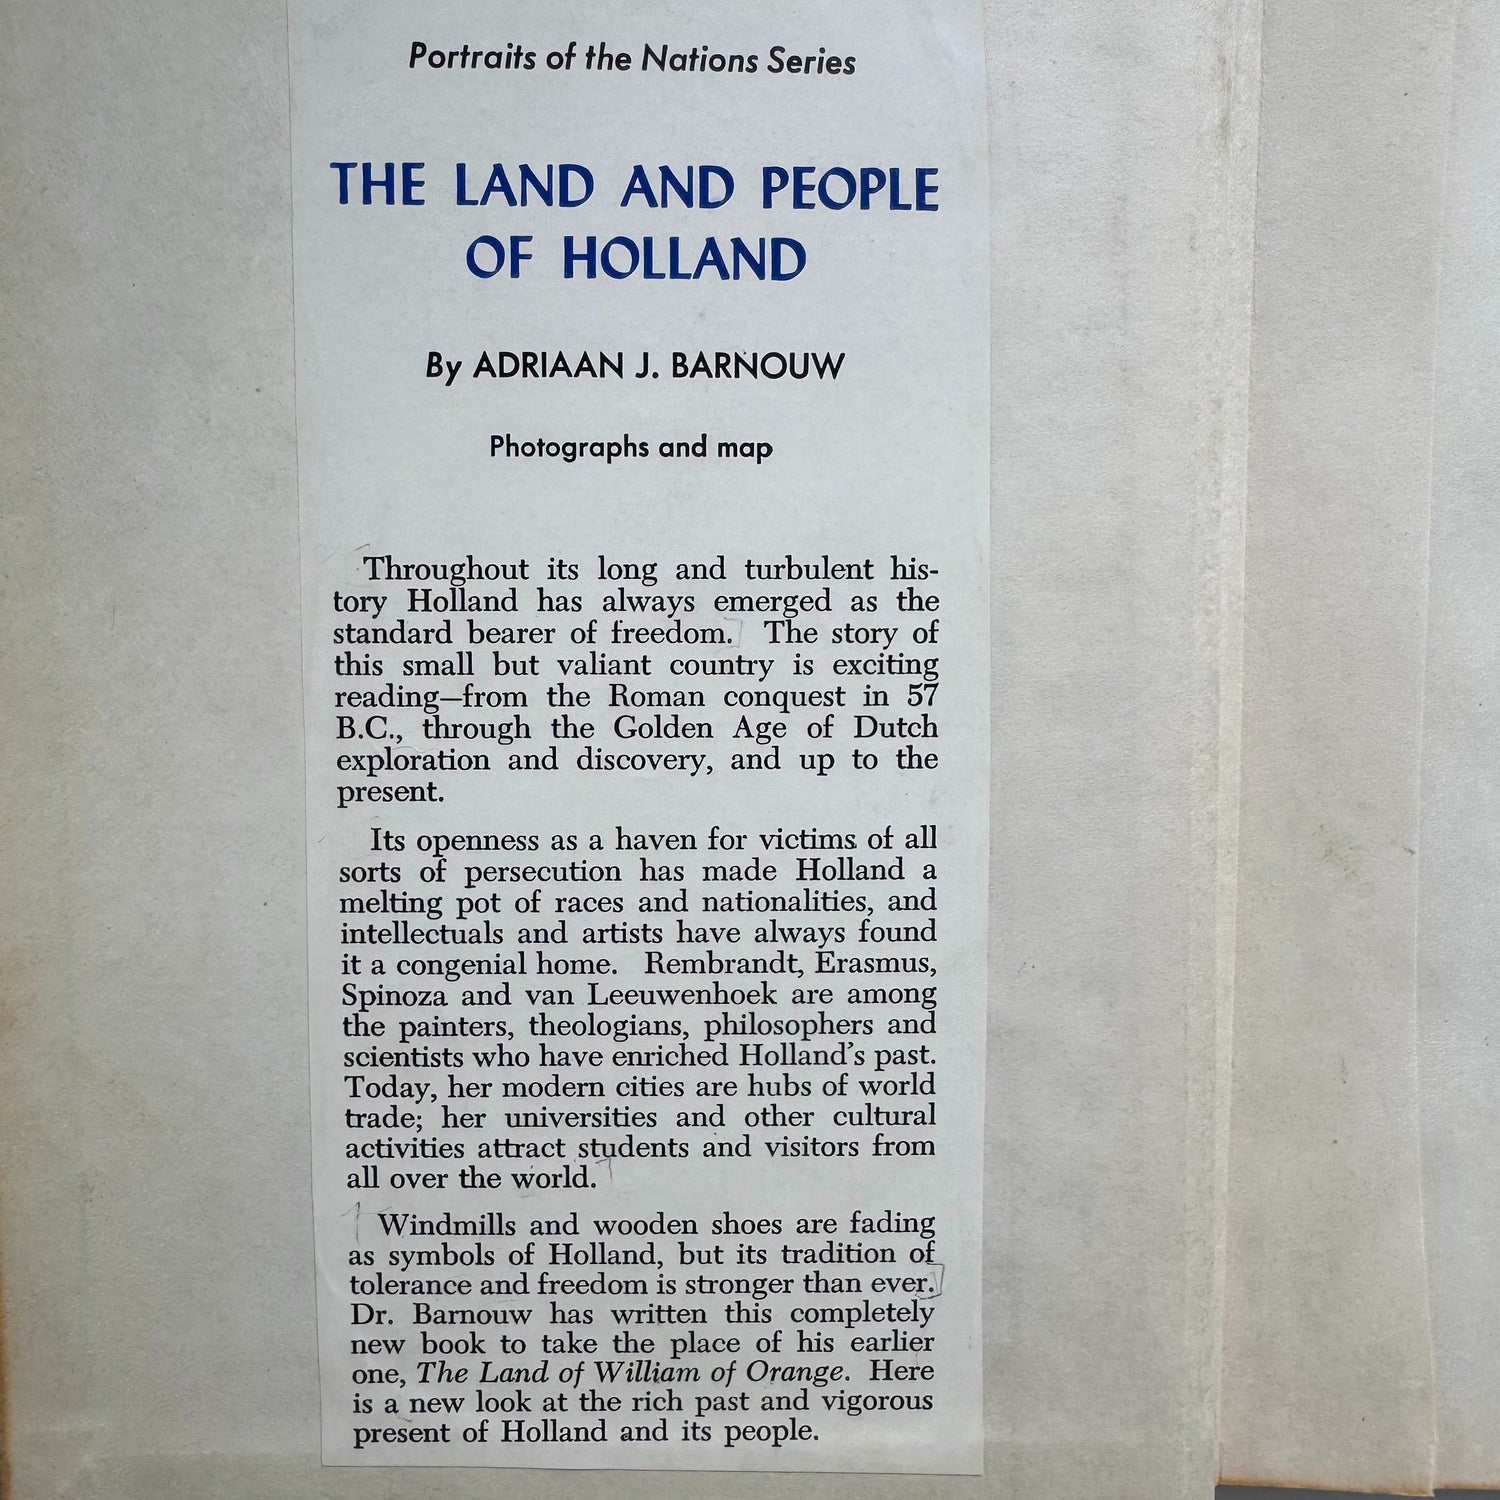 Portraits of the Nations Series
THE LAND AND PEOPLE
OF HOLLAND
By ADRIAAN J. BARNOUW
Photographs and map
Throughout its long and turbulent his-
tory Holland has always emerged as the
standard bearer of freedom. The story of
this small but valiant country is exciting
reading—from the Roman conquest in 57
B.C., through the Golden Age of Dutch
exploration and discovery, and up to the
present.
Its openness as a haven for victims of all
sorts of persecution has made Holland a
melting pot of races and nationalities, and
intellectuals and artists have always found
it a congenial home. Rembrandt, Erasmus,
Spinoza and van Leeuwenhoek are among
the painters, theologians, philosophers and
scientists who have enriched Holland's past.
Today, her modern cities are hubs of world
trade; her universities and other cultural
activities attract students and visitors from
all over the world.
Windmills and wooden shoes are fading
as symbols of Holland, but its tradition of
tolerance and freedom is stronger than ever.
Dr. Barnouw has written this completely
new book to take the place of his earlier
one, The Land of William of Orange. Here
is a new look at the rich past and vigorous
present of Holland and its people.